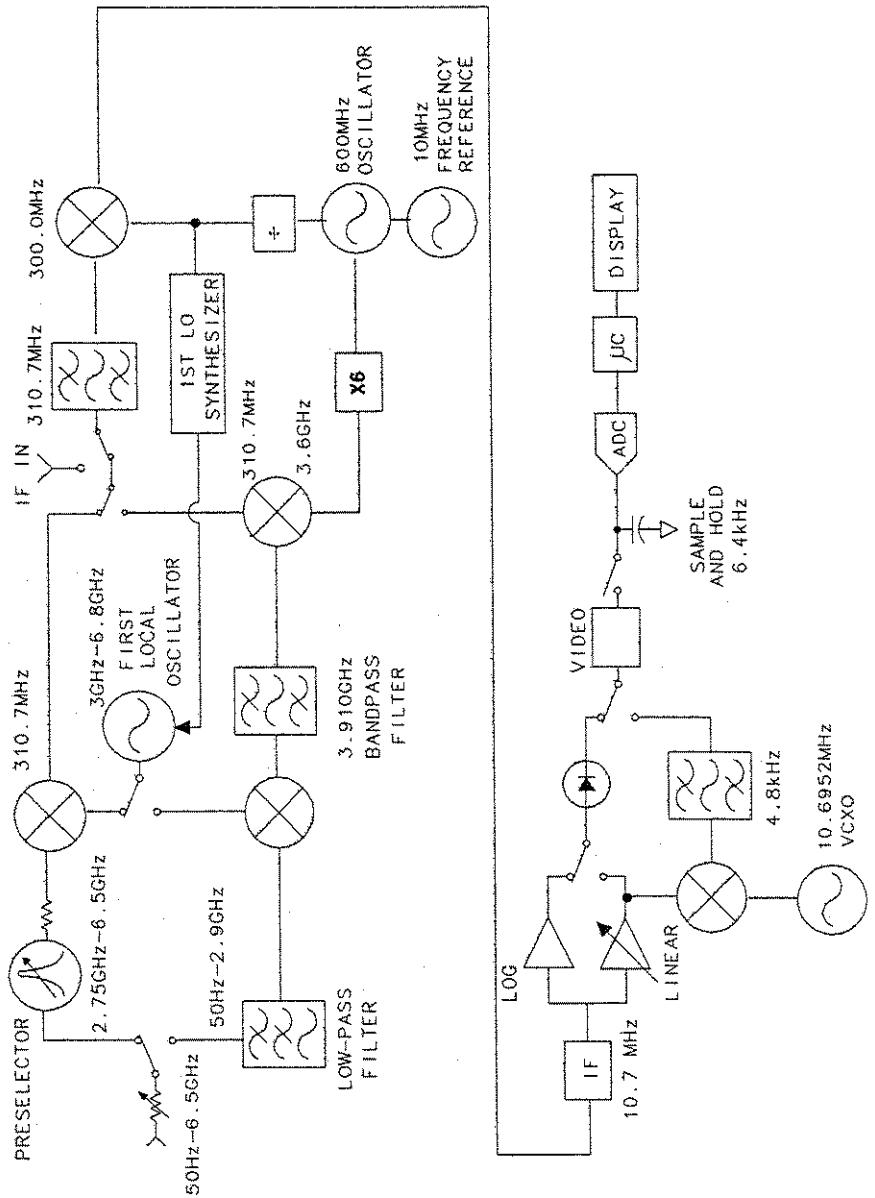 PRESELECTOR
2.75GHz-6.5GHz
50Hz-6.5GHz
50Hz-2.9GHz
LOW-PASS
FILTER
310.7MHz
3GHz-6.8GHz
FIRST
LOCAL
OSCILLATOR
3.910GHz
BANDPASS
FILTER
IF IN
310.7MHz
300.0MHz
1ST LO
SYNTHESIZER
310.7MHz
3.6GHz
X6
÷
600MHz
OSCILLATOR
10MHz
FREQUENCY
REFERENCE
IF
10.7 MHz
LOG
LINEAR
4.8kHz
10.6952MHz
VCXO
VIDEO
SAMPLE
AND HOLD
6.4kHz
ADC
µC
DISPLAY